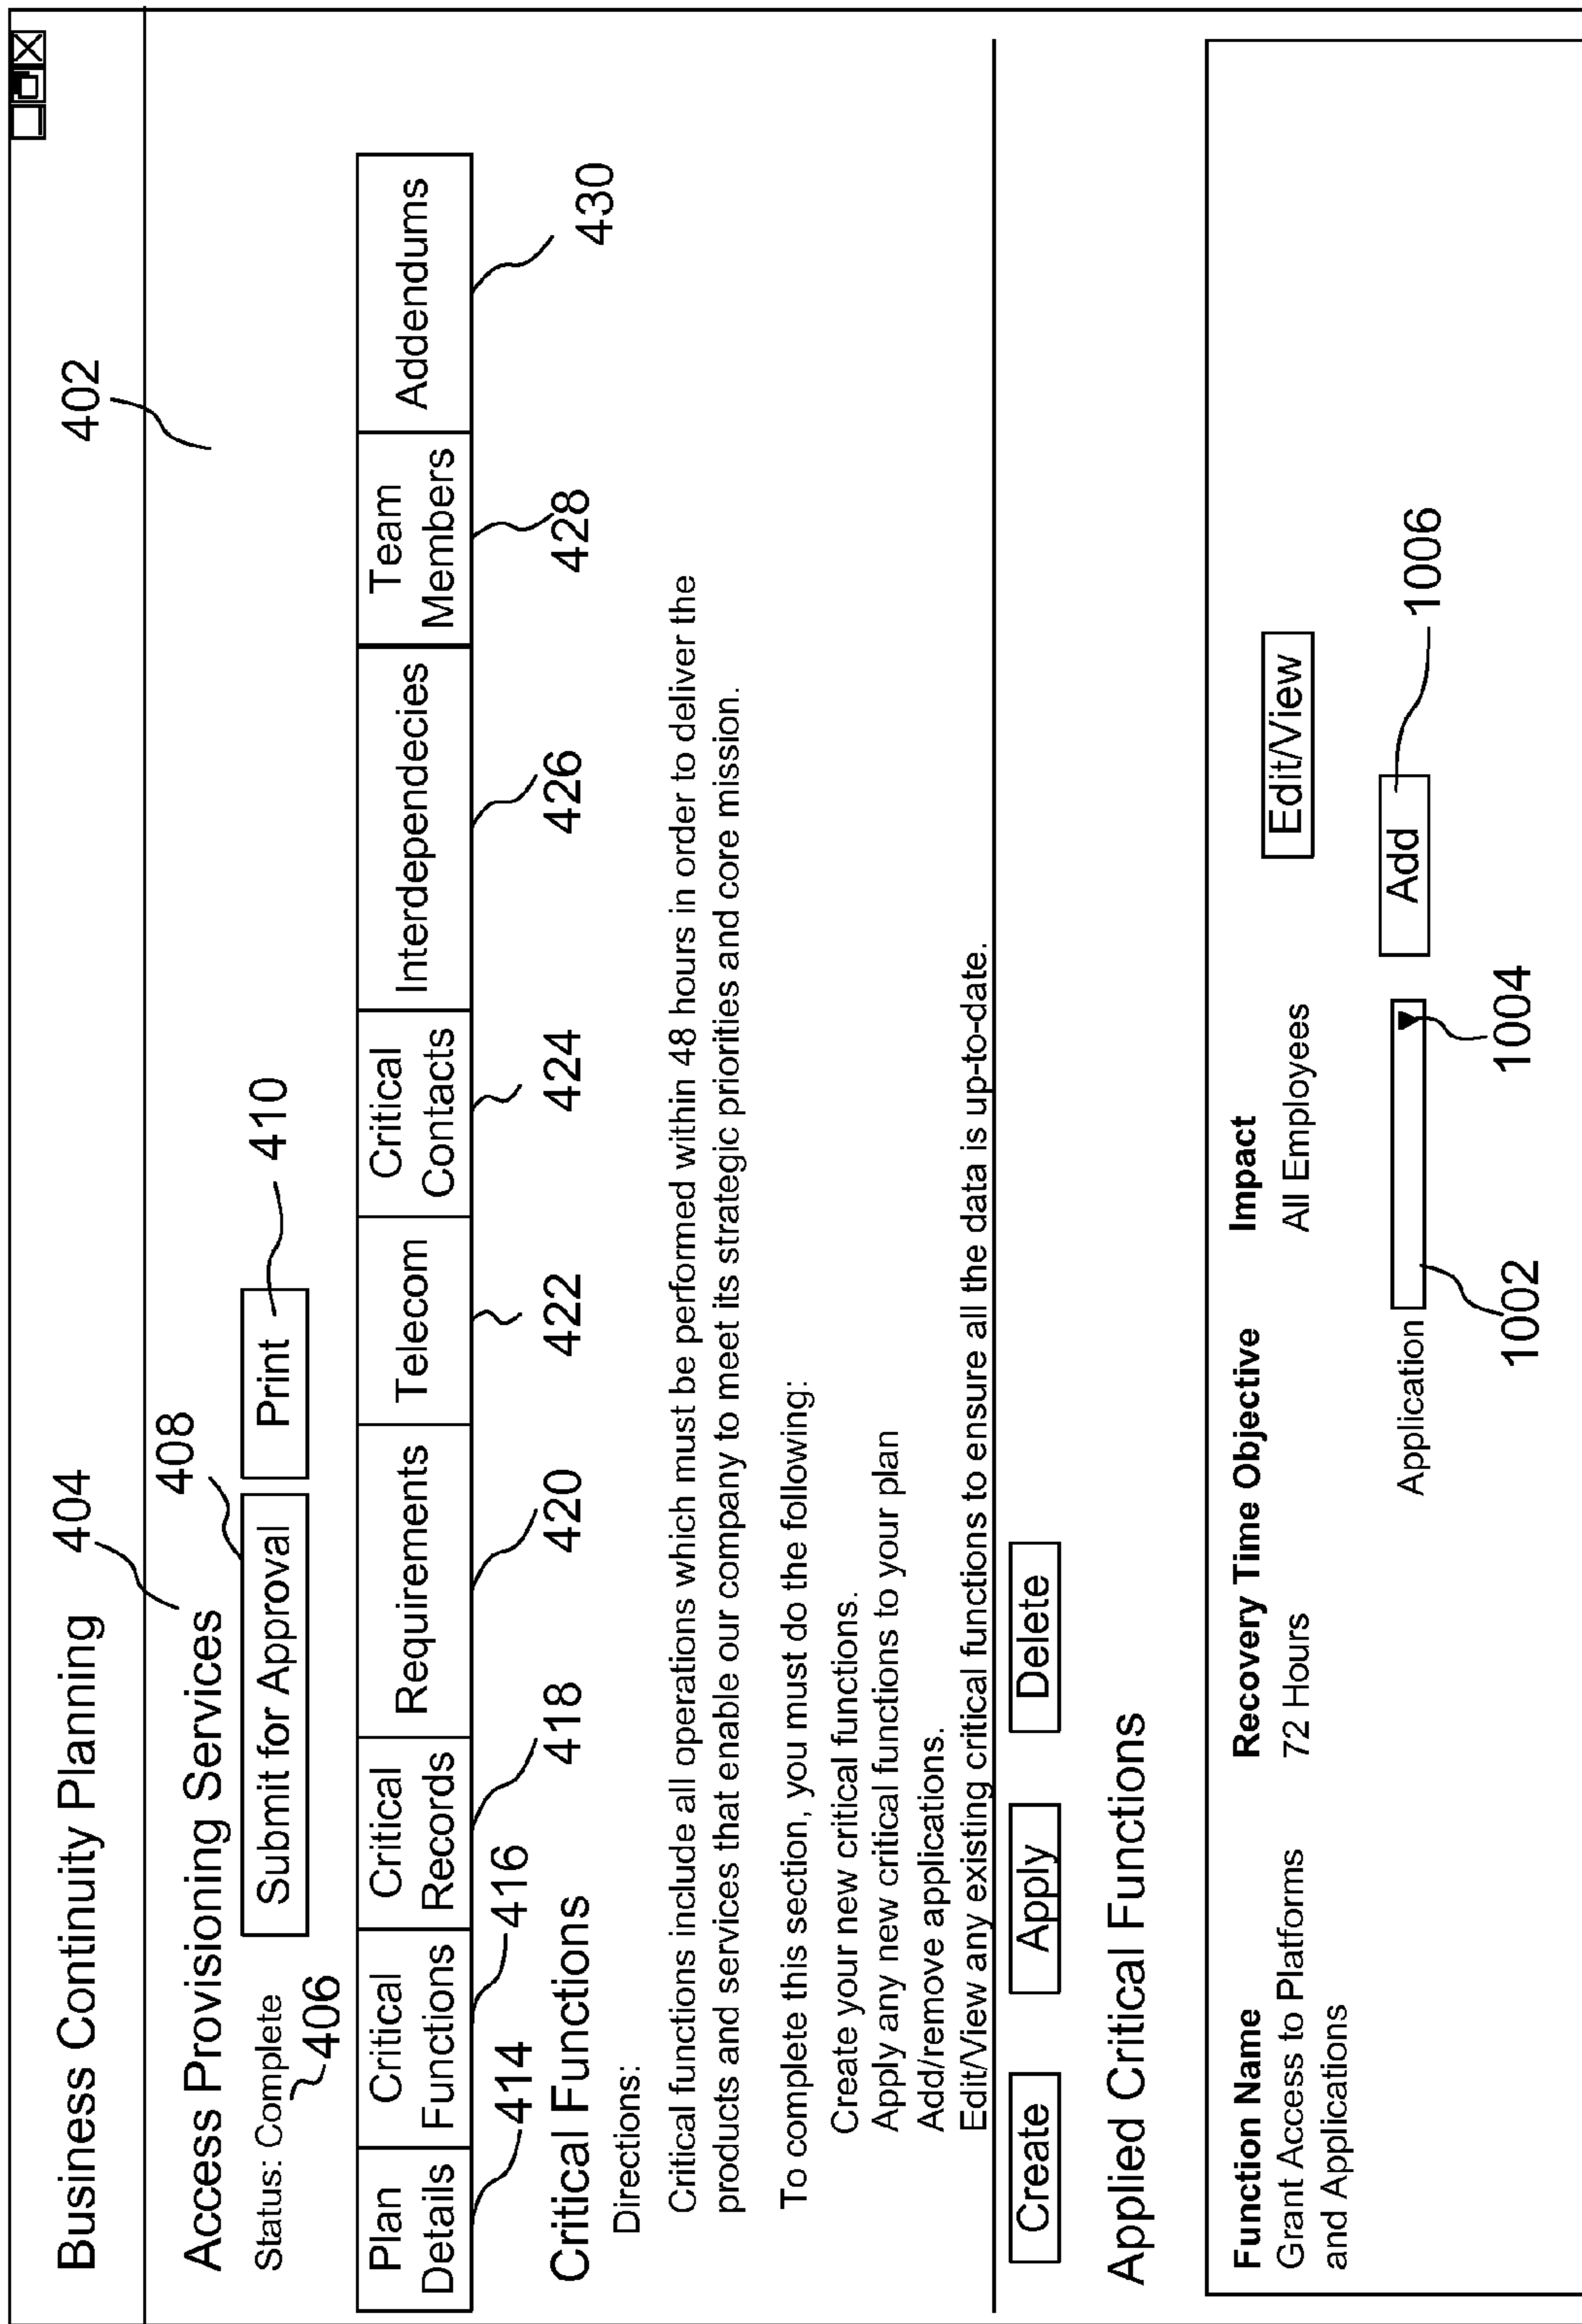 Business Continuity Planning
404
402
Access Provisioning Services
408
Status: Complete
Submit for Approval
Print
410
406
Plan
Details
Critical
Functions
Critical
Records
Requirements
Telecom
Critical
Contacts
Interdependecies
Team
Members
Addendums
414
416
418
420
422
424
426
428
430
Critical Functions
Directions:
Critical functions include all operations which must be performed within 48 hours in order to deliver the
products and services that enable our company to meet its strategic priorities and core mission.
To complete this section, you must do the following:
Create your new critical functions.
Apply any new critical functions to your plan
Add/remove applications.
Edit/View any existing critical functions to ensure all the data is up-to-date.
Create
Apply
Delete
Applied Critical Functions
Function Name
Recovery Time Objective
Impact
Edit/View
Grant Access to Platforms
and Applications
72 Hours
All Employees
Application
Add
1006
1002
1004